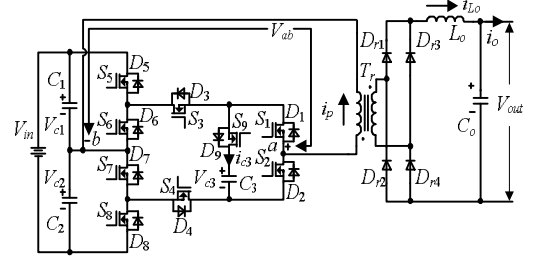 i_Lo
V_ab
L_o
i_o
D_r1
D_r3
S_5
D_5
D_3
T_r
C_1
S_3
S_9
S_1
D_1
i_p
V_in
V_c1
S_6
D_6
b
a
C_o
V_out
D_9
i_c3
S_2
V_c2
S_7
D_7
S_4
V_c3
C_3
D_2
D_r2
D_r4
C_2
S_8
D_8
D_4